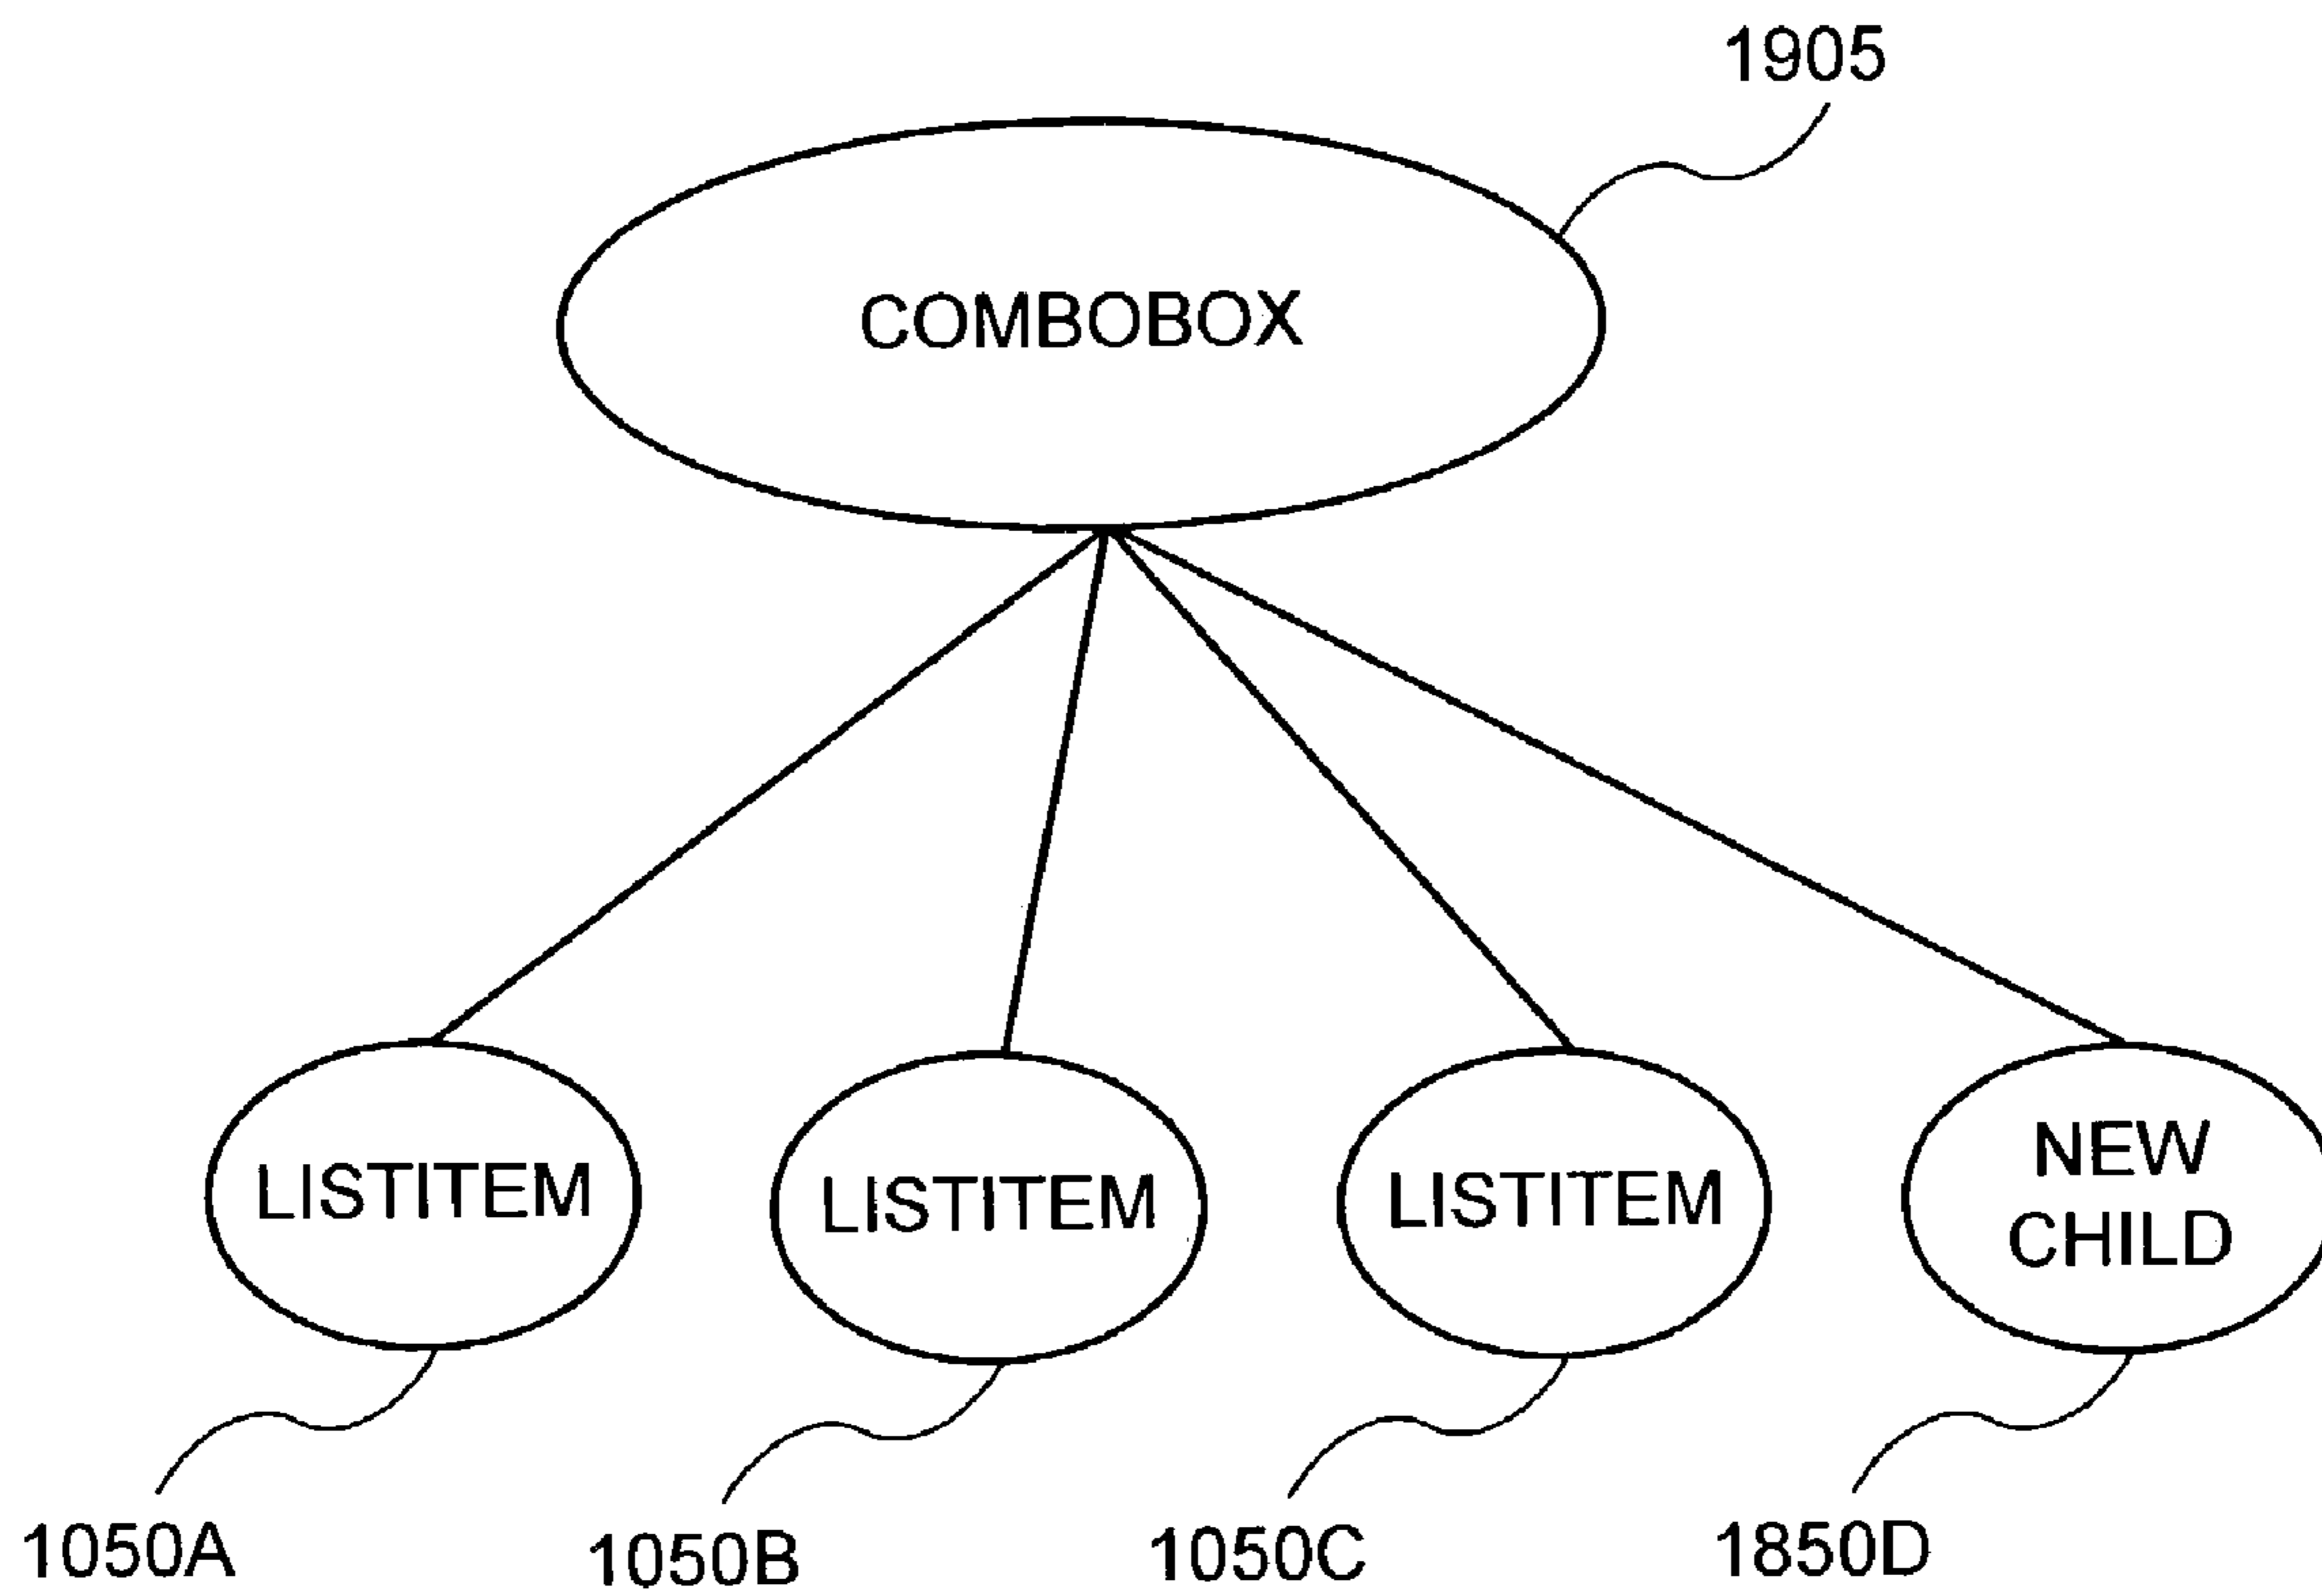 1905
COMBOBOX
LISTITEM
LISTITEM
LISTITEM
NEW
CHILD
1050A
1050B
1050C
1850D